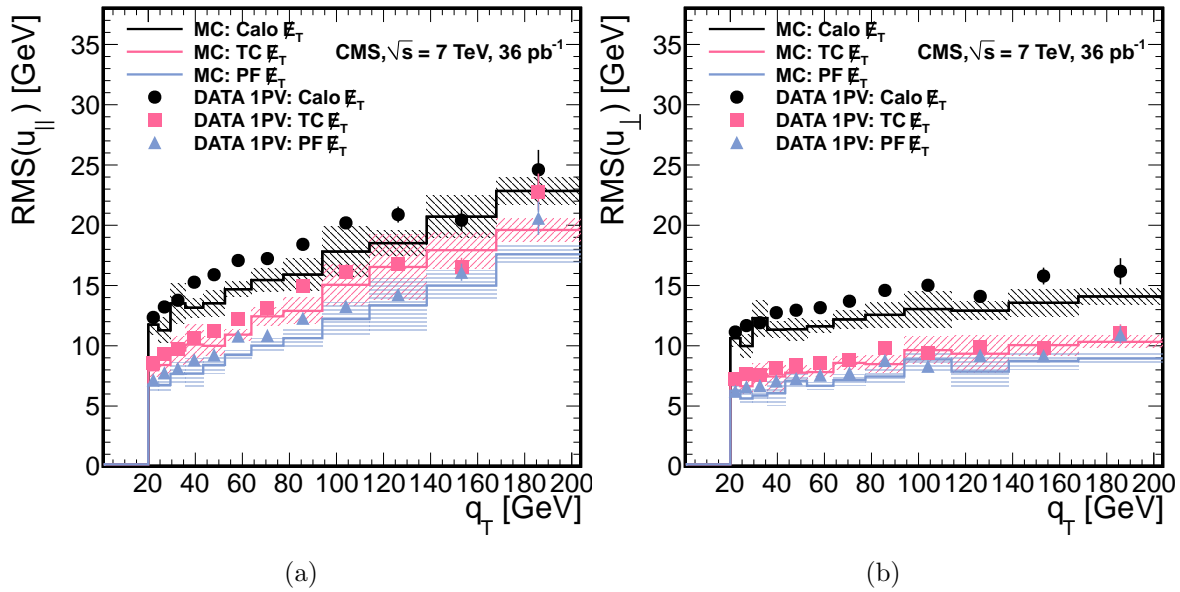 RMS(u∥) [GeV]
35
30
25
20
15
10
5
0
MC: Calo E̸T
MC: TC E̸T
MC: PF E̸T
DATA 1PV: Calo E̸T
DATA 1PV: TC E̸T
DATA 1PV: PF E̸T
CMS,√s = 7 TeV, 36 pb⁻¹
20 40 60 80 100 120 140 160 180 200
qT [GeV]
(a)
RMS(u⊥) [GeV]
35
30
25
20
15
10
5
0
MC: Calo E̸T
MC: TC E̸T
MC: PF E̸T
DATA 1PV: Calo E̸T
DATA 1PV: TC E̸T
DATA 1PV: PF E̸T
CMS,√s = 7 TeV, 36 pb⁻¹
20 40 60 80 100 120 140 160 180 200
qT [GeV]
(b)